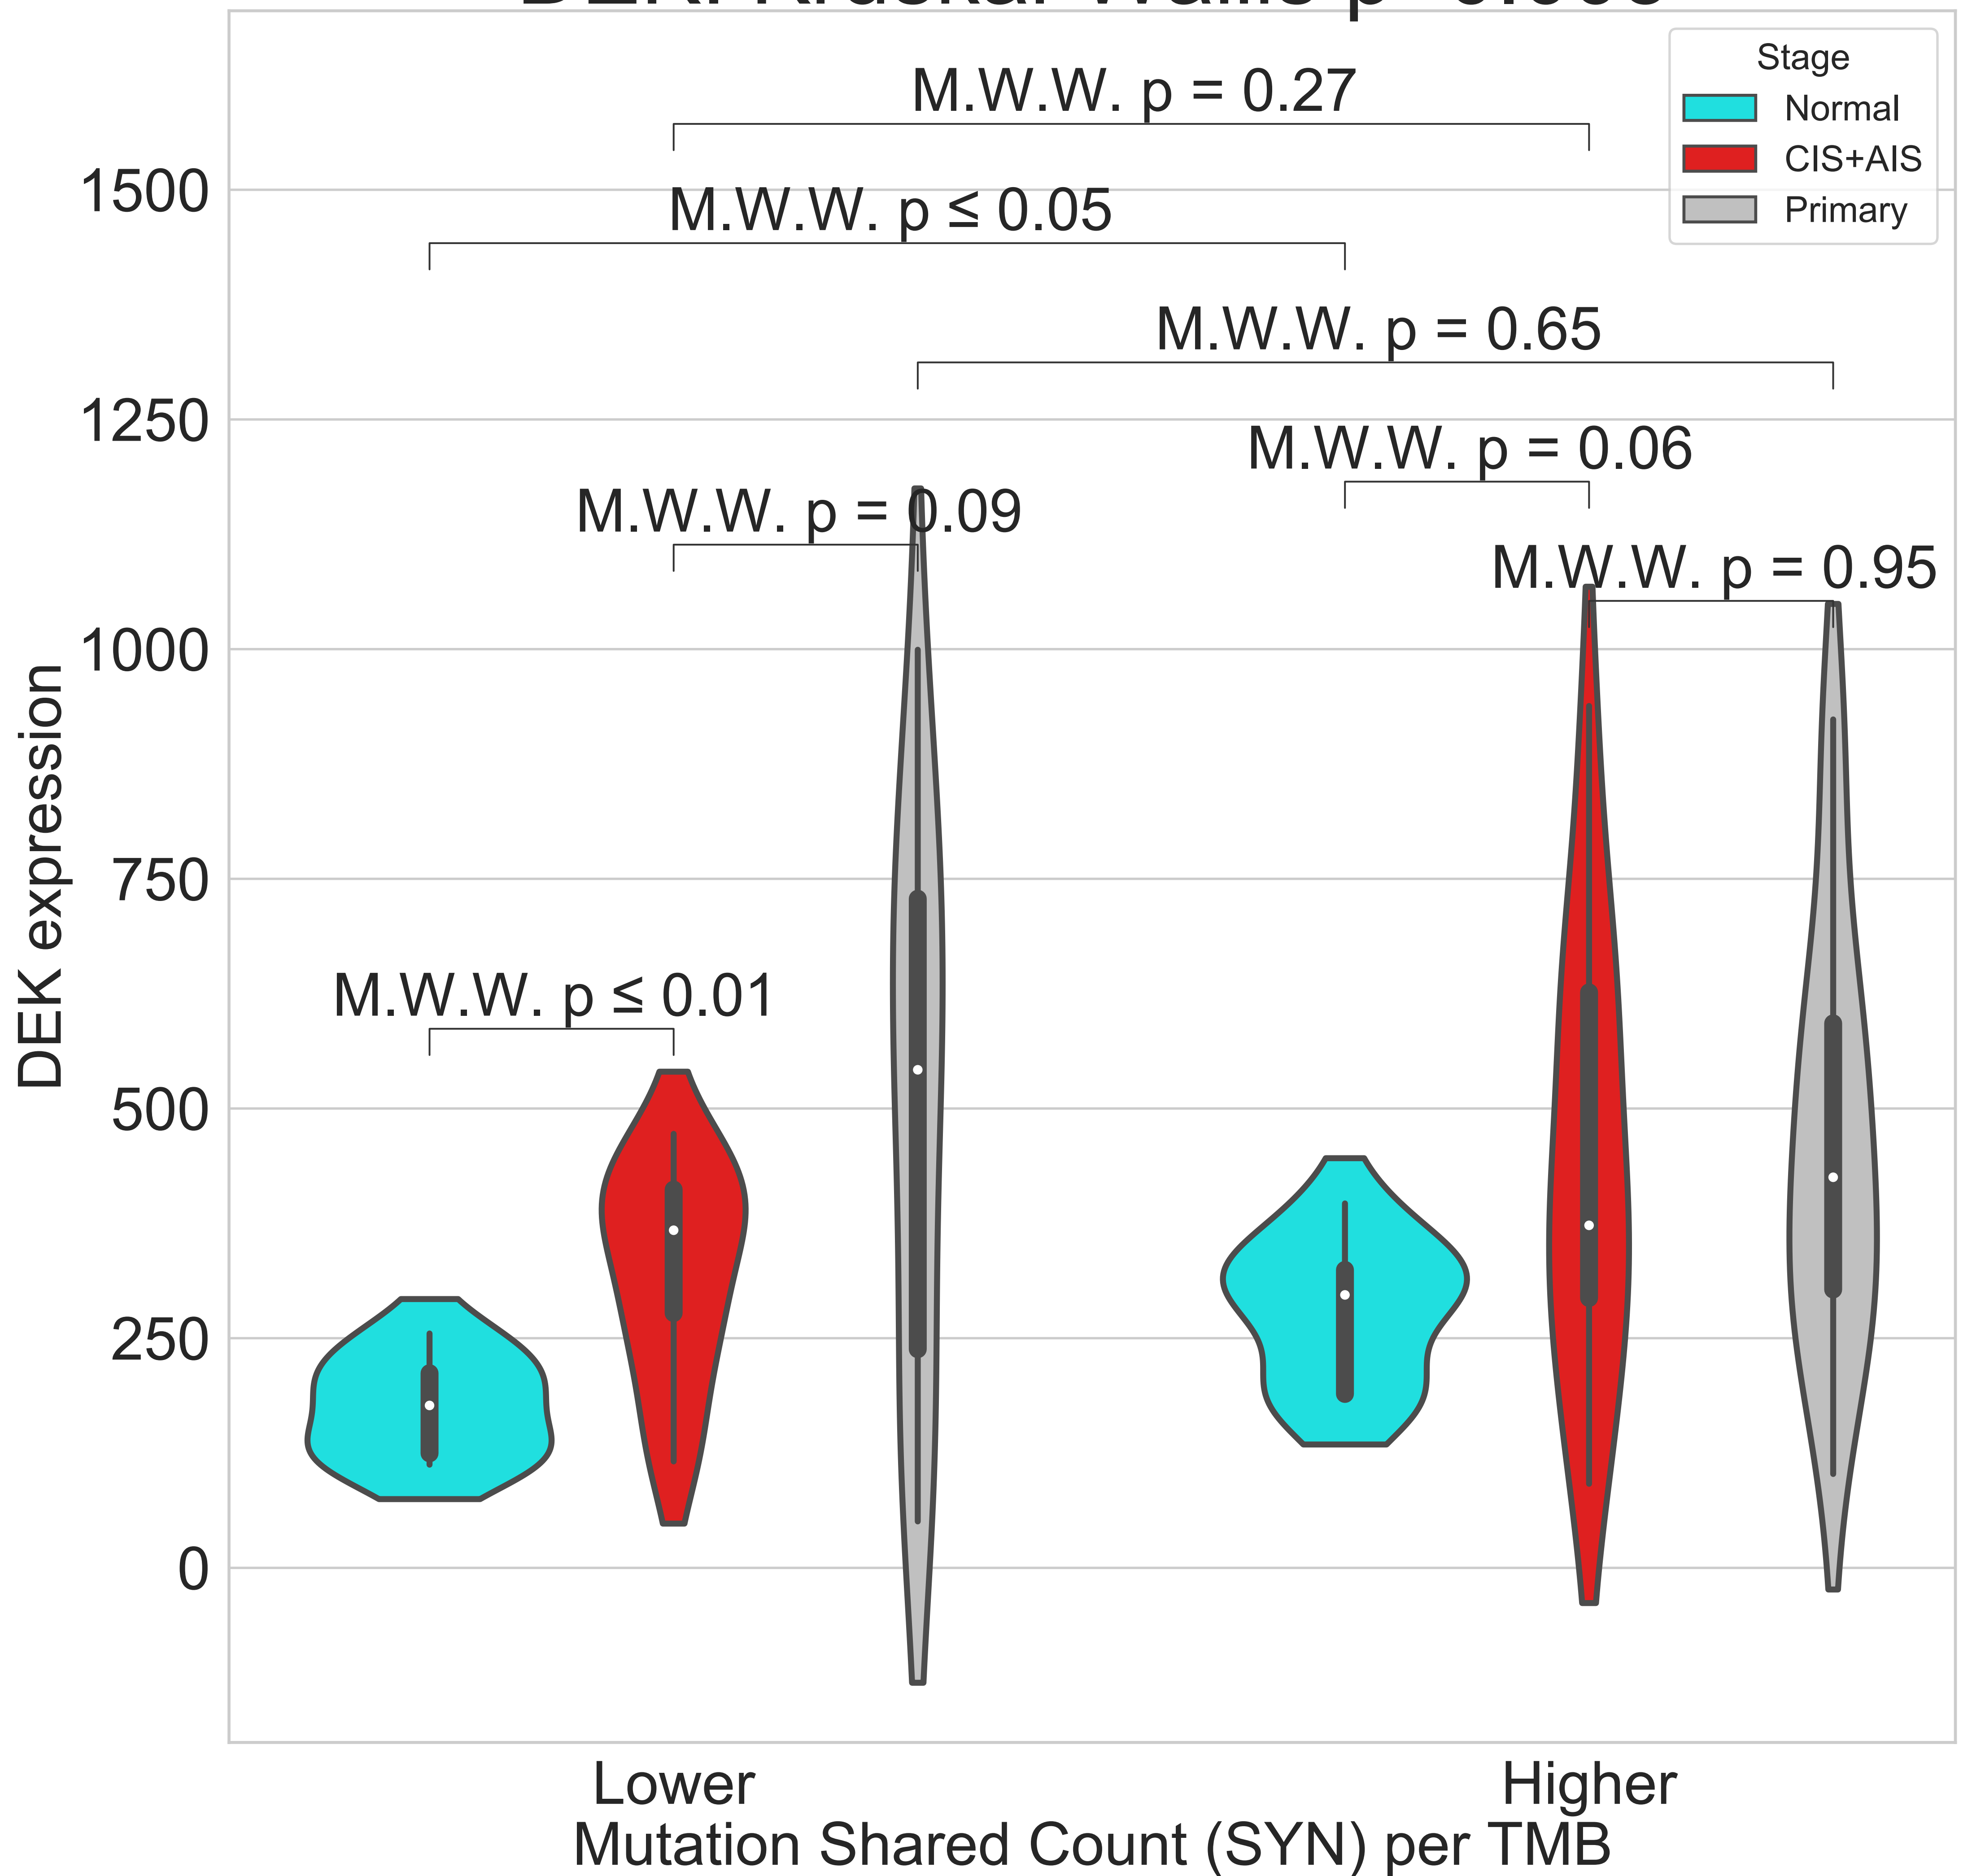 Stage
Normal
CIS+AIS
Primary
M.W.W. p = 0.27
M.W.W. p ≤ 0.05
M.W.W. p = 0.65
M.W.W. p = 0.06
M.W.W. p = 0.09
M.W.W. p = 0.95
M.W.W. p ≤ 0.01
1500
1250
1000
750
500
250
0
DEK expression
Lower
Higher
Mutation Shared Count (SYN) per TMB